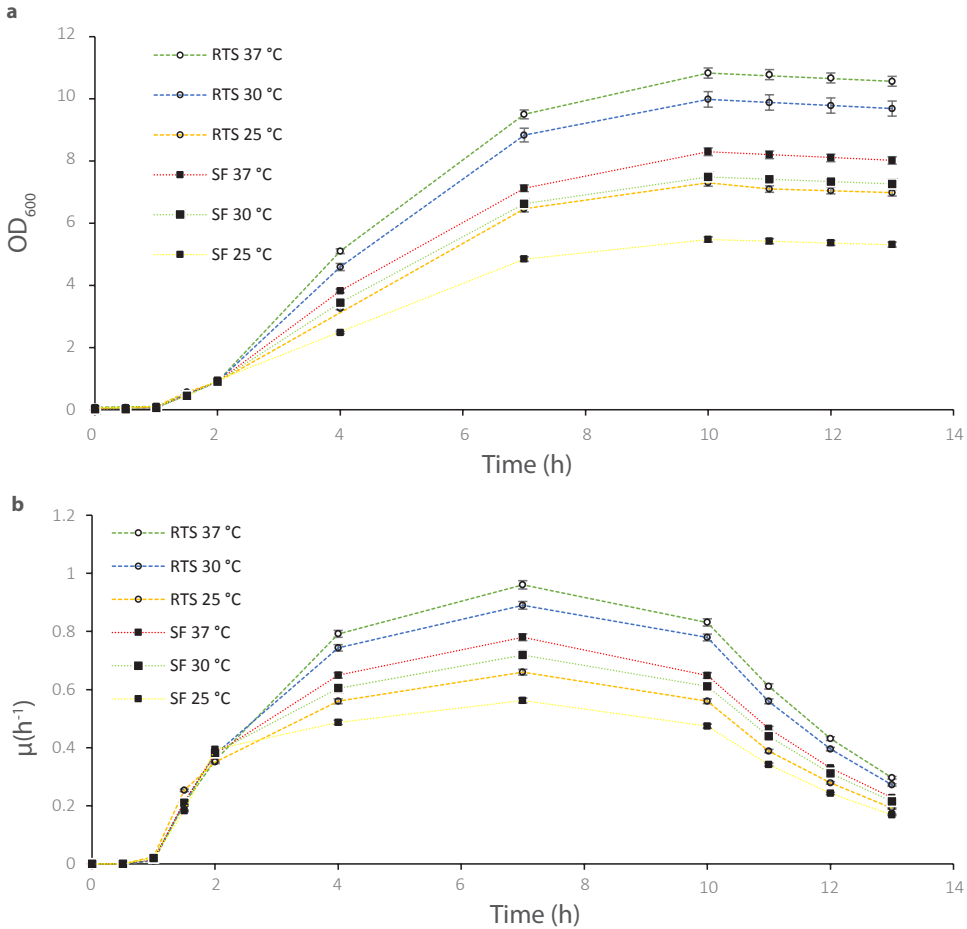 a
12
10
8
6
4
2
0
OD600
RTS 37 °C
RTS 30 °C
RTS 25 °C
SF 37 °C
SF 30 °C
SF 25 °C
0 2 4 6 8 10 12 14
Time (h)
b
1.2
1
0.8
0.6
0.4
0.2
0
μ(h-1)
RTS 37 °C
RTS 30 °C
RTS 25 °C
SF 37 °C
SF 30 °C
SF 25 °C
0 2 4 6 8 10 12 14
Time (h)